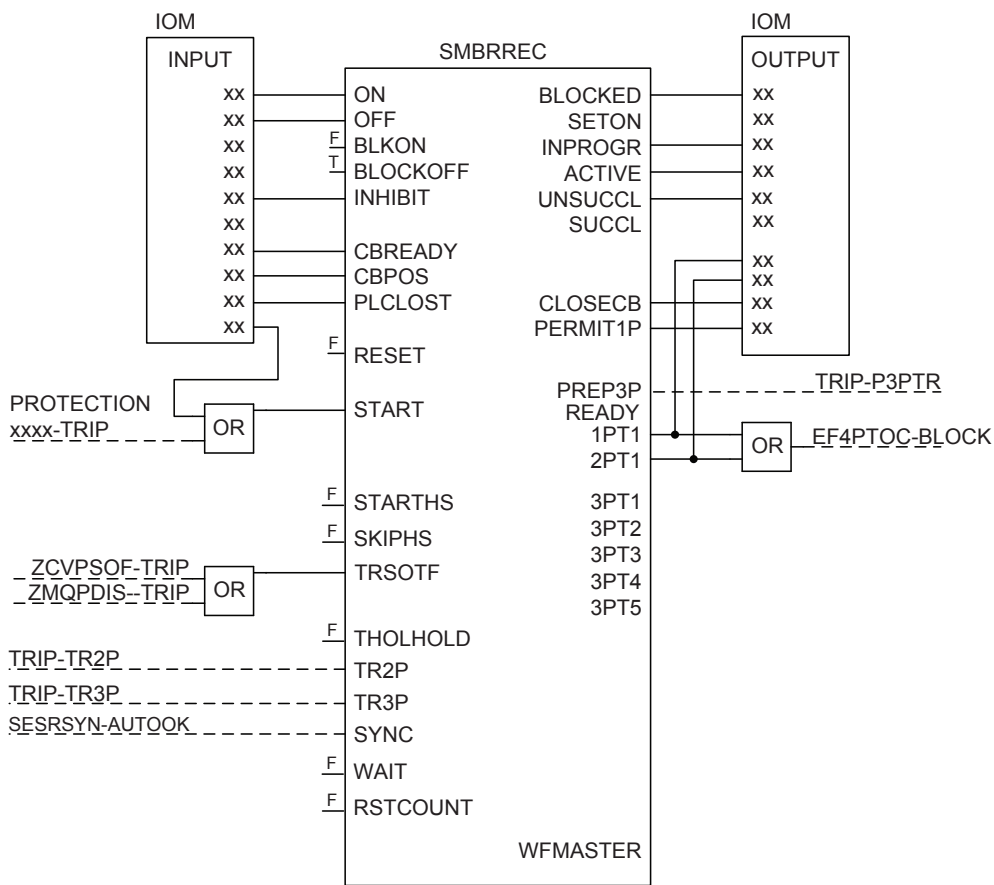 IOM
INPUT
xx
xx
xx
xx
xx
xx
xx
xx
xx
xx
SMBRREC
ON
OFF
F BLKON
T BLOCKOFF
INHIBIT
CBREADY
CBPOS
PLCLOST
F RESET
START
F STARTHS
F SKIPHS
TRSOTF
F THOLHOLD
TR2P
TR3P
SYNC
F WAIT
F RSTCOUNT
BLOCKED
SETON
INPROGR
ACTIVE
UNSUCCL
SUCCL
CLOSECB
PERMIT1P
PREP3P
READY
1PT1
2PT1
3PT1
3PT2
3PT3
3PT4
3PT5
WFMASTER
IOM
OUTPUT
xx
xx
xx
xx
xx
xx
xx
xx
xx
xx
PROTECTION
xxxx-TRIP
OR
ZCVPSOF-TRIP
ZMQPDIS--TRIP
OR
TRIP-TR2P
TRIP-TR3P
SESRSYN-AUTOOK
TRIP-P3PTR
OR
EF4PTOC-BLOCK